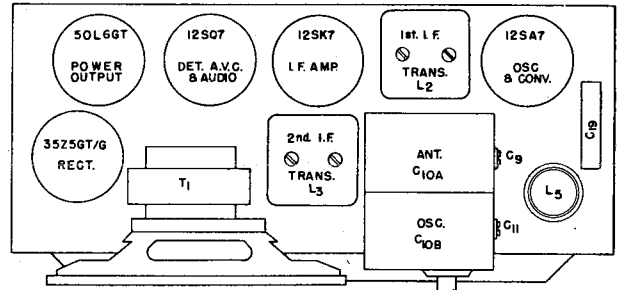 50L6GT
POWER
OUTPUT
12SQ7
DET. A.V.C.
& AUDIO
12SK7
I.F. AMP.
1st. I.F.
TRANS.
L2
12SA7
OSC
& CONV.
C19
35Z5GT/G
RECT.
T1
2nd. I.F.
TRANS.
L3
ANT.
C10A
C9
L5
OSC.
C10B
C11